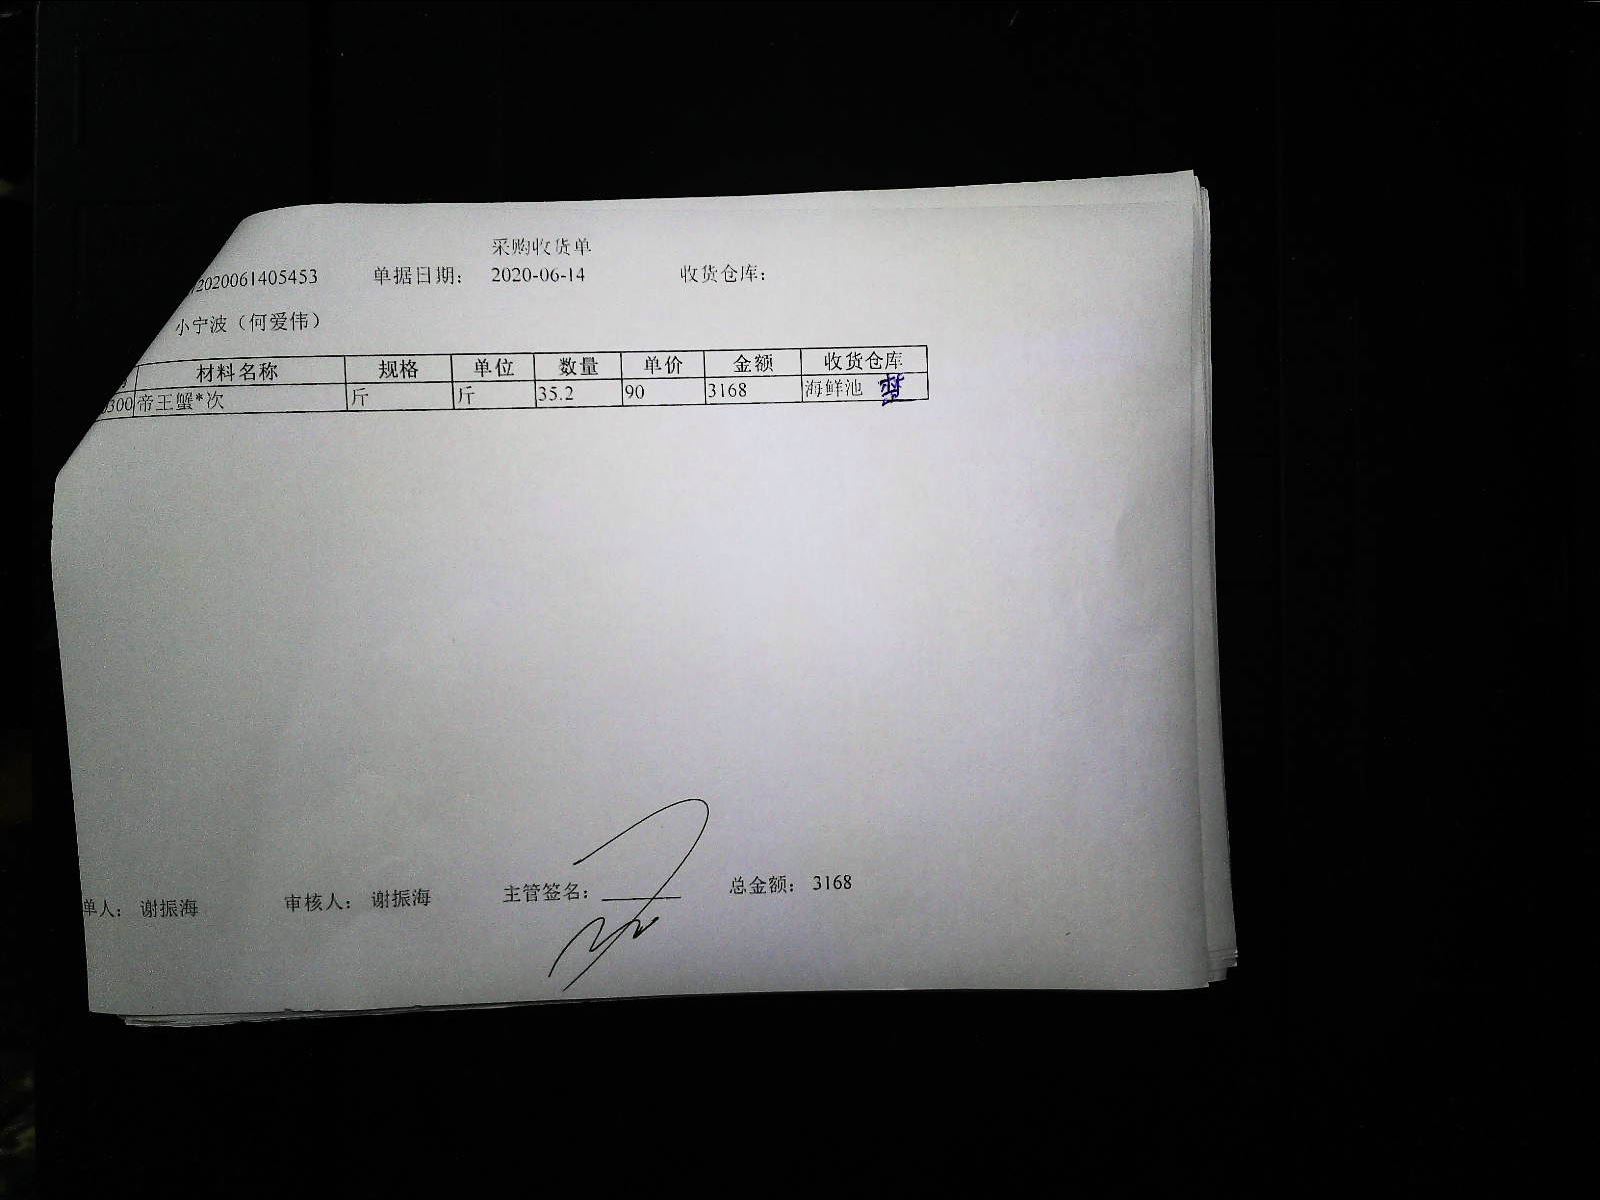 采购收货单
2020061405453 单据日期： 2020-06-14 收货仓库：
小宁波（何爱伟）
材料名称 规格 单位 数量 单价 金额 收货仓库
300 帝王蟹*次 斤 斤 35.2 90 3168 海鲜池
单人： 谢振海 审核人： 谢振海 主管签名： 总金额： 3168